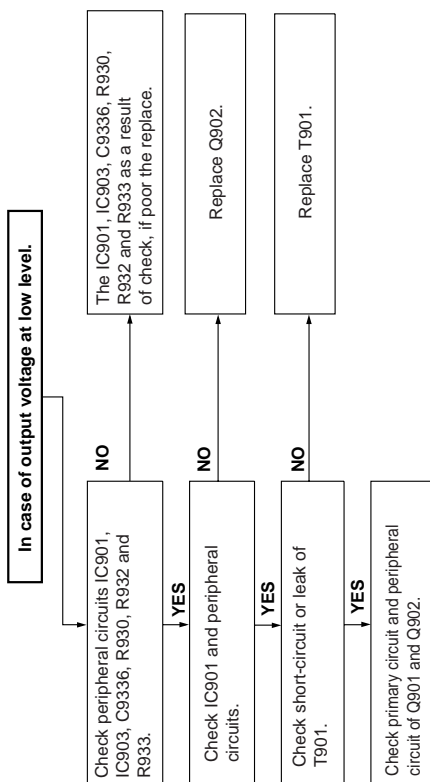 In case of output voltage at low level.
Check peripheral circuits IC901,
IC903, C9336, R930, R932 and
R933.
NO
The IC901, IC903, C9336, R930,
R932 and R933 as a result
of check, if poor the replace.
YES
Check IC901 and peripheral
circuits.
NO
Replace Q902.
YES
Check short-circuit or leak of
T901.
NO
Replace T901.
YES
Check primary circuit and peripheral
circuit of Q901 and Q902.